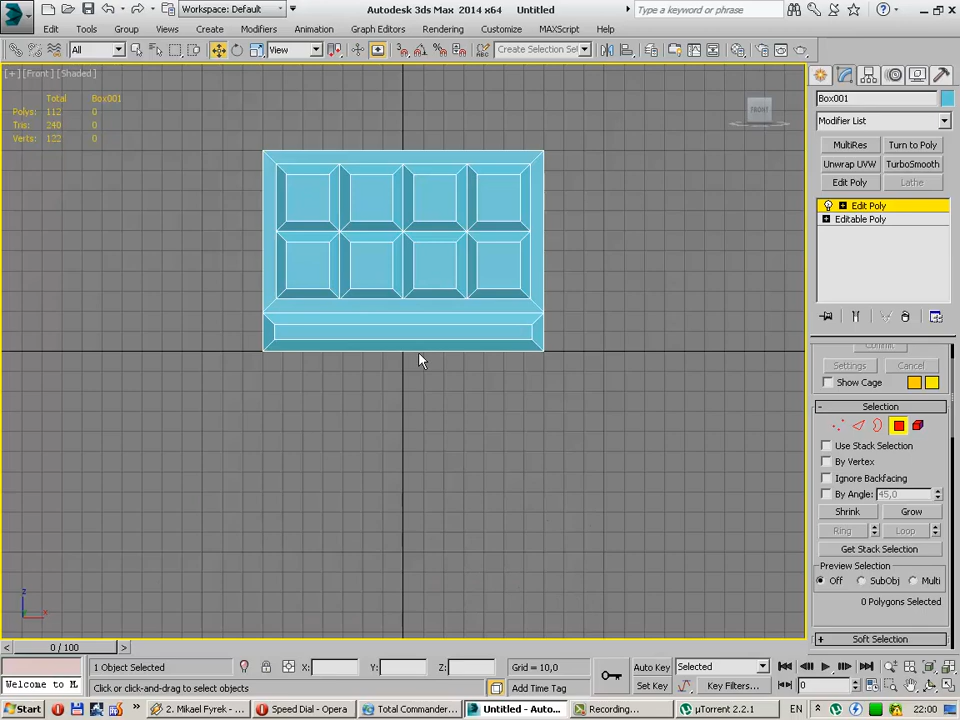 Workspace: Default
Autodesk 3ds Max 2014 x64 Untitled
Type a keyword or phrase
Edit Tools Group Views Create Modifiers Animation Graph Editors Rendering Customize MAXScript Help
All View Create Selection Se
[+] [Front] [Shaded]
Total Box001
Polys: 112 0
Tris: 240 0
Verts: 122 0
FRONT
Box001
Modifier List
MultiRes Turn to Poly
Unwrap UVW TurboSmooth
Edit Poly Lathe
Edit Poly
Editable Poly
Commit
Settings Cancel
Show Cage
- Selection
Use Stack Selection
By Vertex
Ignore Backfacing
By Angle: 45,0
Shrink Grow
Ring Loop
Get Stack Selection
Preview Selection
Off SubObj Multi
0 Polygons Selected
+ Soft Selection
z
x
< 0 / 100 >
1 Object Selected X: Y: Z: Grid = 10,0 Auto Key Selected
Welcome to M. Click or click-and-drag to select objects Add Time Tag Set Key Key Filters... 0
Start 2. Mikael Fyrek - ... Speed Dial - Opera Total Commander... Untitled - Auto... Recording... µTorrent 2.2.1 EN 22:00